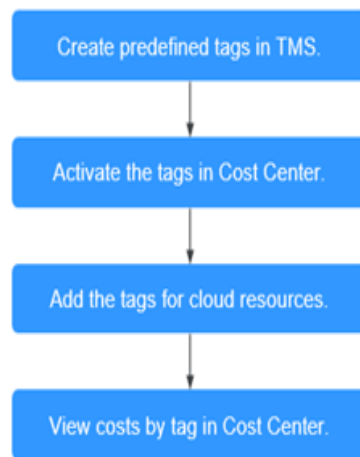 Create predefined tags in TMS.
Activate the tags in Cost Center.
Add the tags for cloud resources.
View costs by tag in Cost Center.